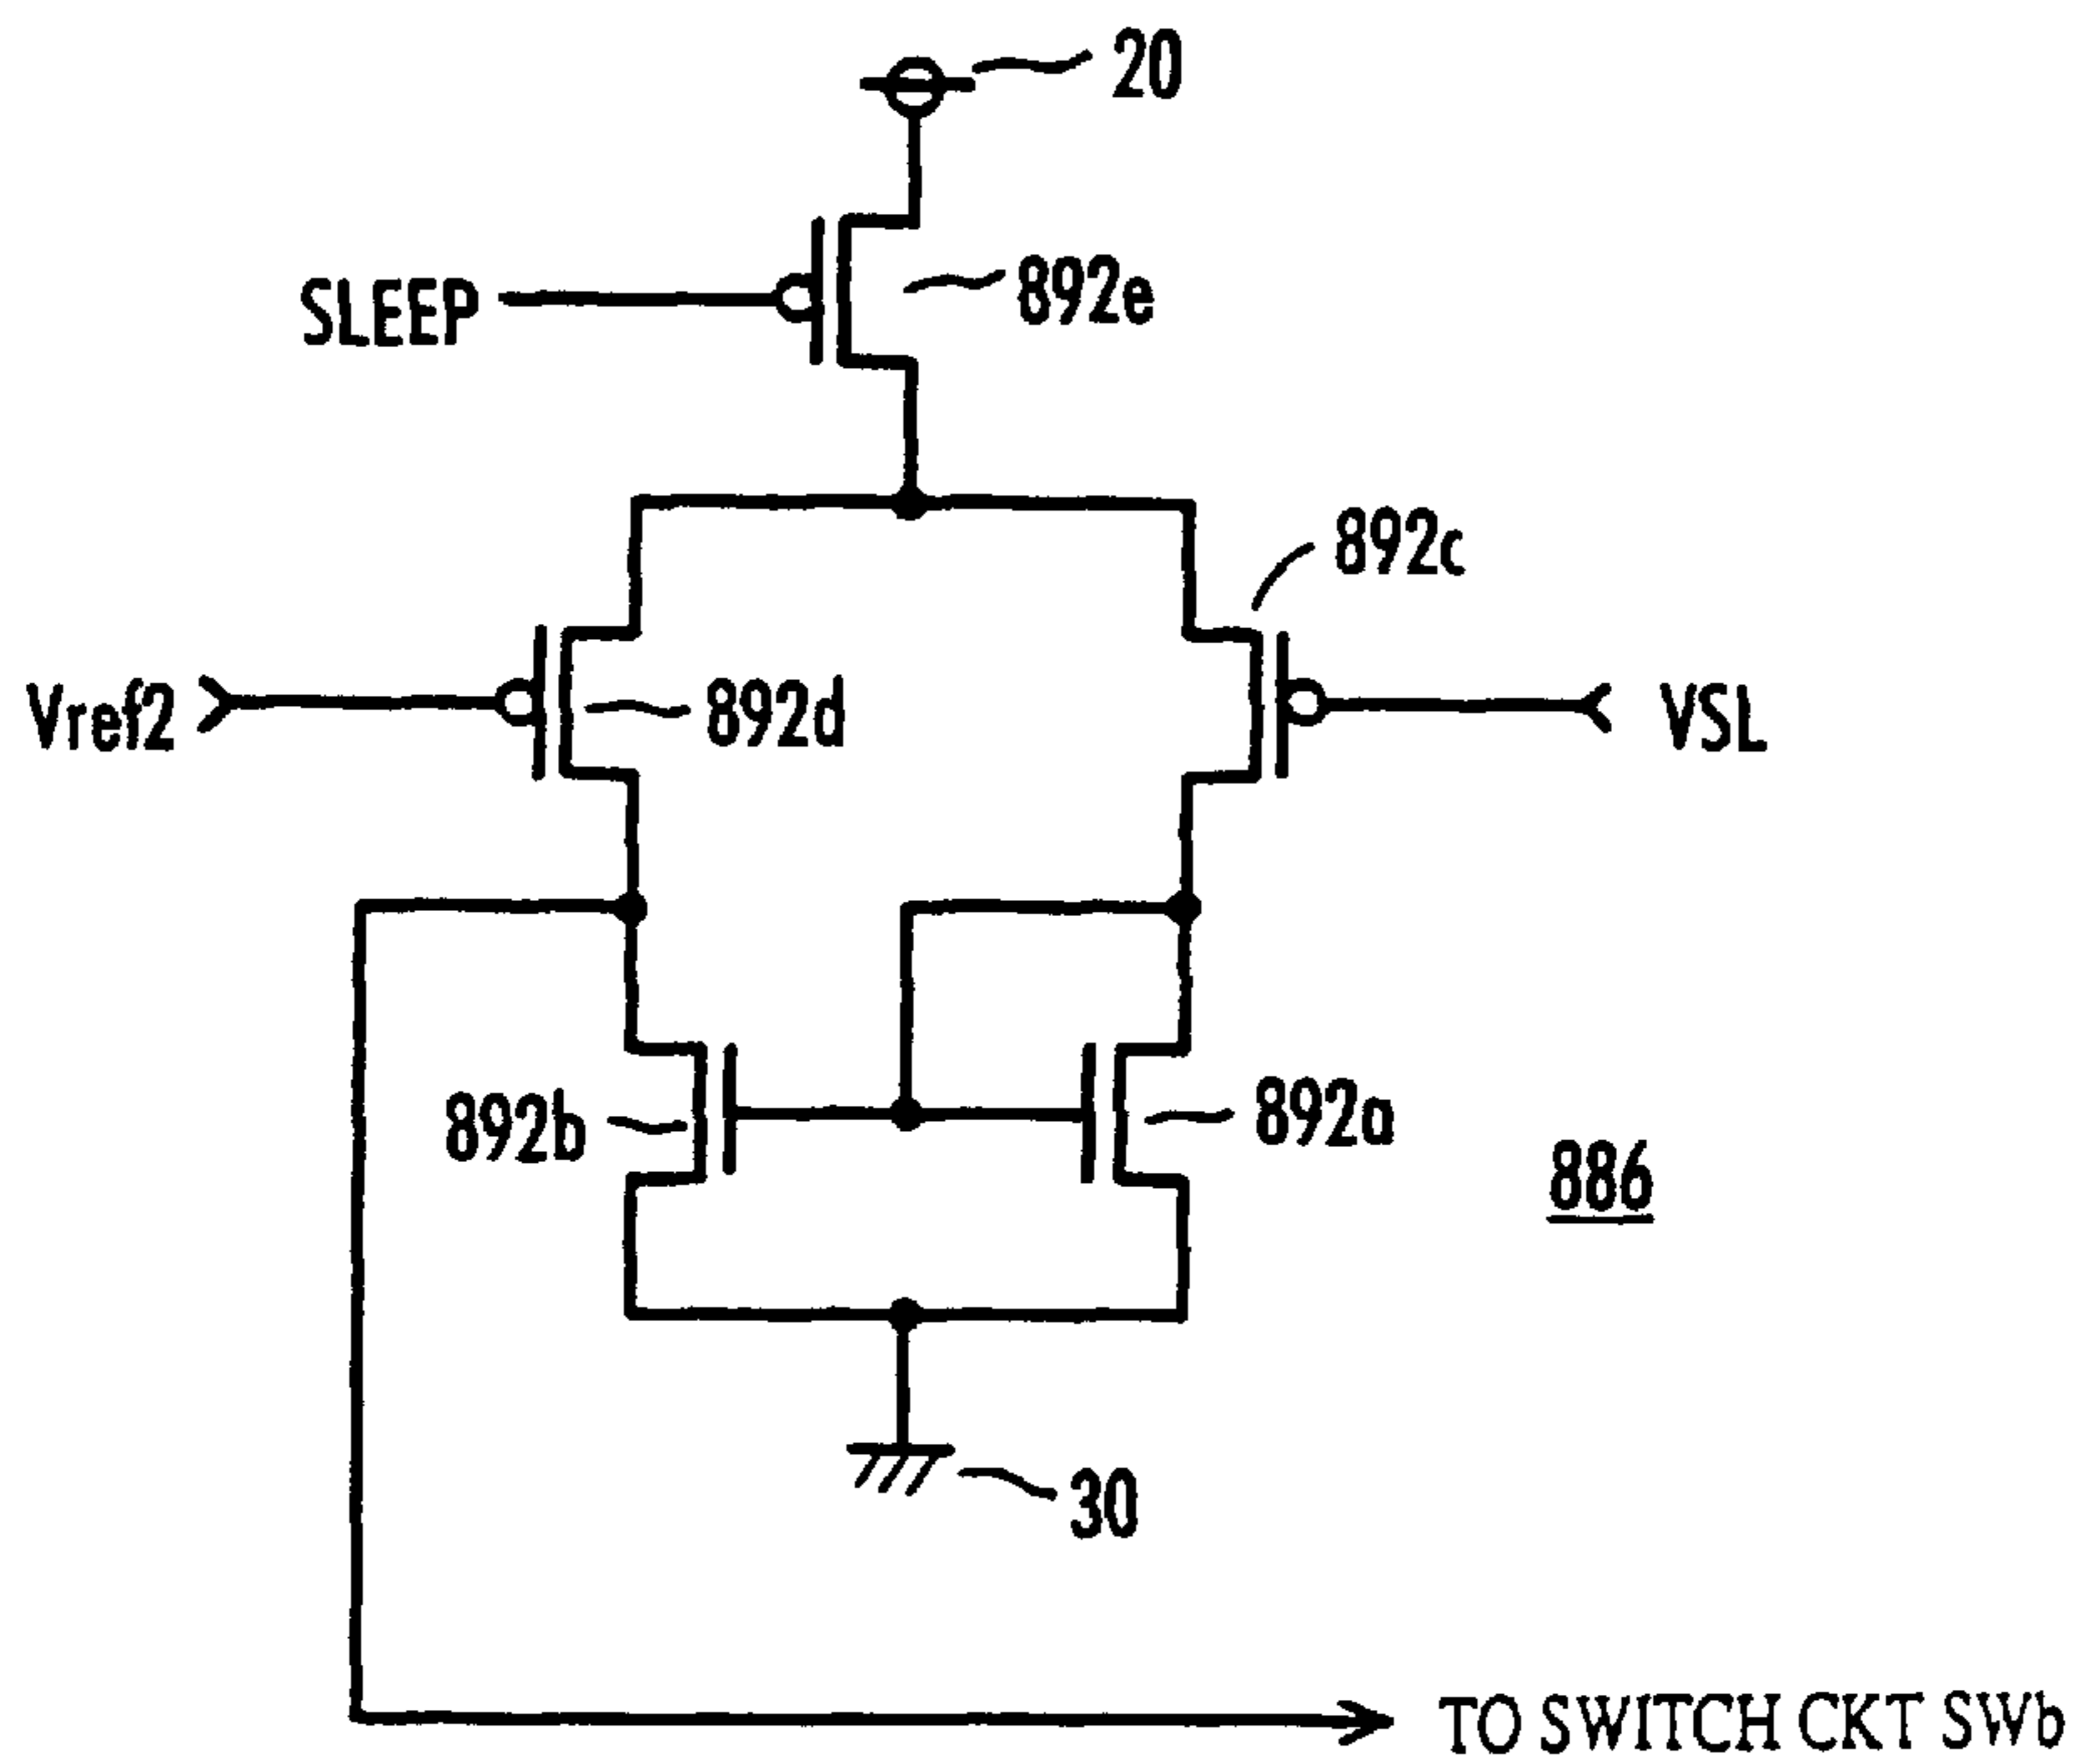 20
SLEEP
892e
892c
Vref2
892d
VSL
892b
892a
886
30
TO SWITCH CKT SWb